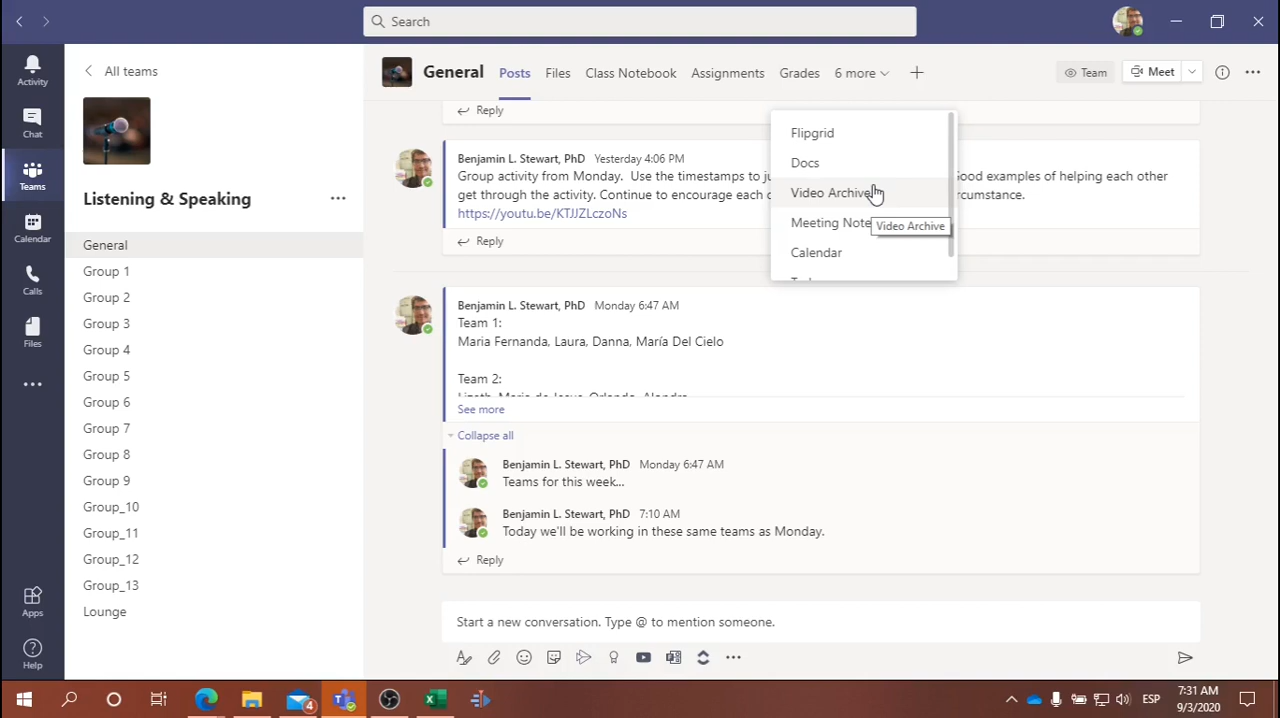 Search
Activity
Chat
Teams
Calendar
Calls
Files
Apps
Help
All teams
Listening & Speaking
General
Group 1
Group 2
Group 3
Group 4
Group 5
Group 6
Group 7
Group 8
Group 9
Group_10
Group_11
Group_12
Group_13
Lounge
General Posts Files Class Notebook Assignments Grades 6 more Team Meet
Reply
Benjamin L. Stewart, PhD Yesterday 4:06 PM
Group activity from Monday. Use the timestamps to Good examples of helping each other
get through the activity. Continue to encourage each
https://youtu.be/KTJJZLczoNs
Reply
Flipgrid
Docs
Video Archive
Meeting Note
Video Archive
Calendar
Benjamin L. Stewart, PhD Monday 6:47 AM
Team 1:
Maria Fernanda, Laura, Danna, María Del Cielo
Team 2:
See more
Collapse all
Benjamin L. Stewart, PhD Monday 6:47 AM
Teams for this week...
Benjamin L. Stewart, PhD 7:10 AM
Today we'll be working in these same teams as Monday.
Reply
Start a new conversation. Type @ to mention someone.
4
ESP
7:31 AM
9/3/2020